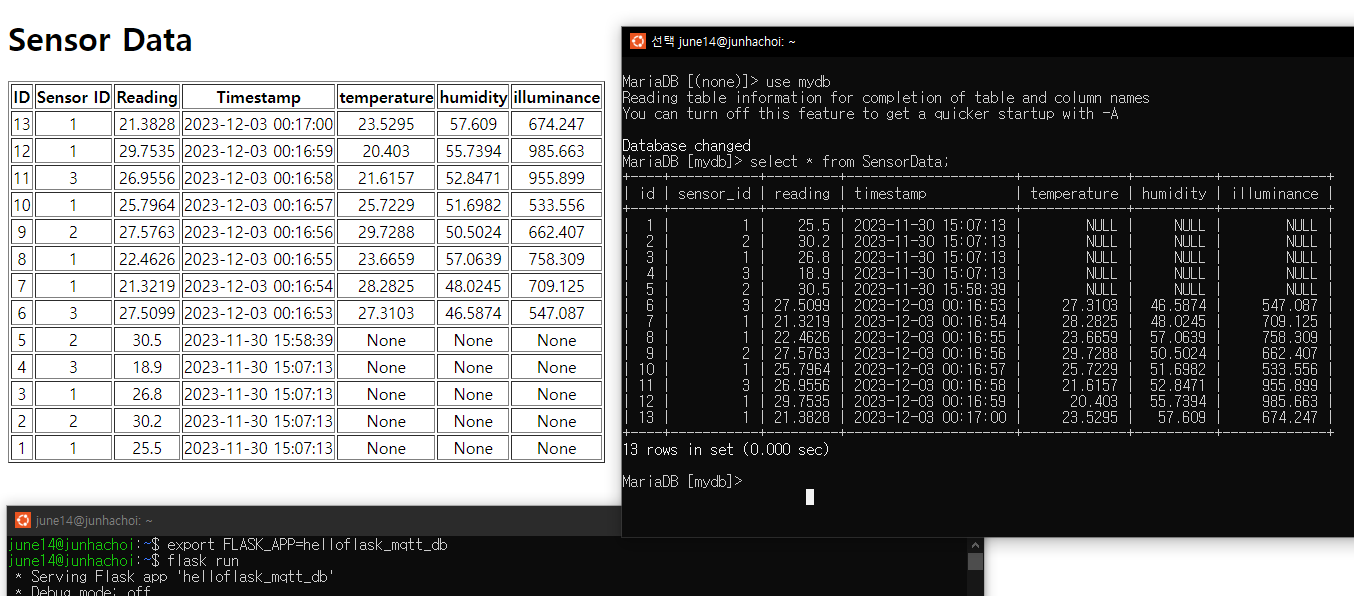 Sensor Data
ID Sensor ID Reading Timestamp temperature humidity illuminance
13 1 21.3828 2023-12-03 00:17:00 23.5295 57.609 674.247
12 1 29.7535 2023-12-03 00:16:59 20.403 55.7394 985.663
11 3 26.9556 2023-12-03 00:16:58 21.6157 52.8471 955.899
10 1 25.7964 2023-12-03 00:16:57 25.7229 51.6982 533.556
9 2 27.5763 2023-12-03 00:16:56 29.7288 50.5024 662.407
8 1 22.4626 2023-12-03 00:16:55 23.6659 57.0639 758.309
7 1 21.3219 2023-12-03 00:16:54 28.2825 48.0245 709.125
6 3 27.5099 2023-12-03 00:16:53 27.3103 46.5874 547.087
5 2 30.5 2023-11-30 15:58:39 None None None
4 3 18.9 2023-11-30 15:07:13 None None None
3 1 26.8 2023-11-30 15:07:13 None None None
2 2 30.2 2023-11-30 15:07:13 None None None
1 1 25.5 2023-11-30 15:07:13 None None None
선택 june14@junhachoi: ~
MariaDB [(none)]> use mydb
Reading table information for completion of table and column names
You can turn off this feature to get a quicker startup with -A
Database changed
MariaDB [mydb]> select * from SensorData;
| id | sensor_id | reading | timestamp | temperature | humidity | illuminance |
| 1 | 1 | 25.5 | 2023-11-30 15:07:13 | NULL | NULL | NULL |
| 2 | 2 | 30.2 | 2023-11-30 15:07:13 | NULL | NULL | NULL |
| 3 | 1 | 26.8 | 2023-11-30 15:07:13 | NULL | NULL | NULL |
| 4 | 3 | 18.9 | 2023-11-30 15:07:13 | NULL | NULL | NULL |
| 5 | 2 | 30.5 | 2023-11-30 15:58:39 | NULL | NULL | NULL |
| 6 | 3 | 27.5099 | 2023-12-03 00:16:53 | 27.3103 | 46.5874 | 547.087 |
| 7 | 1 | 21.3219 | 2023-12-03 00:16:54 | 28.2825 | 48.0245 | 709.125 |
| 8 | 1 | 22.4626 | 2023-12-03 00:16:55 | 23.6659 | 57.0639 | 758.309 |
| 9 | 2 | 27.5763 | 2023-12-03 00:16:56 | 29.7288 | 50.5024 | 662.407 |
| 10 | 1 | 25.7964 | 2023-12-03 00:16:57 | 25.7229 | 51.6982 | 533.556 |
| 11 | 3 | 26.9556 | 2023-12-03 00:16:58 | 21.6157 | 52.8471 | 955.899 |
| 12 | 1 | 29.7535 | 2023-12-03 00:16:59 | 20.403 | 55.7394 | 985.663 |
| 13 | 1 | 21.3828 | 2023-12-03 00:17:00 | 23.5295 | 57.609 | 674.247 |
13 rows in set (0.000 sec)
MariaDB [mydb]>
june14@junhachoi: ~
june14@junhachoi:~$ export FLASK_APP=helloflask_mqtt_db
june14@junhachoi:~$ flask run
* Serving Flask app 'helloflask_mqtt_db'
* Debug mode: off